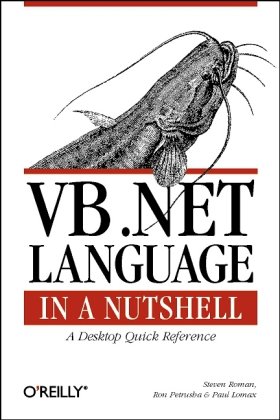 VB .NET
LANGUAGE
IN A NUTSHELL
A Desktop Quick Reference
O'REILLY®
Steven Roman,
Ron Petrusha & Paul Lomax